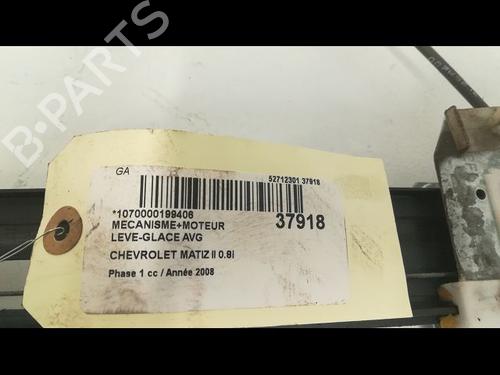 B-PARTS
GA
52712301 37918
*1070000199406
MECANISME+MOTEUR
37918
LEVE-GLACE AVG
CHEVROLET MATIZ II 0.8i
Phase 1 cc / Année 2008